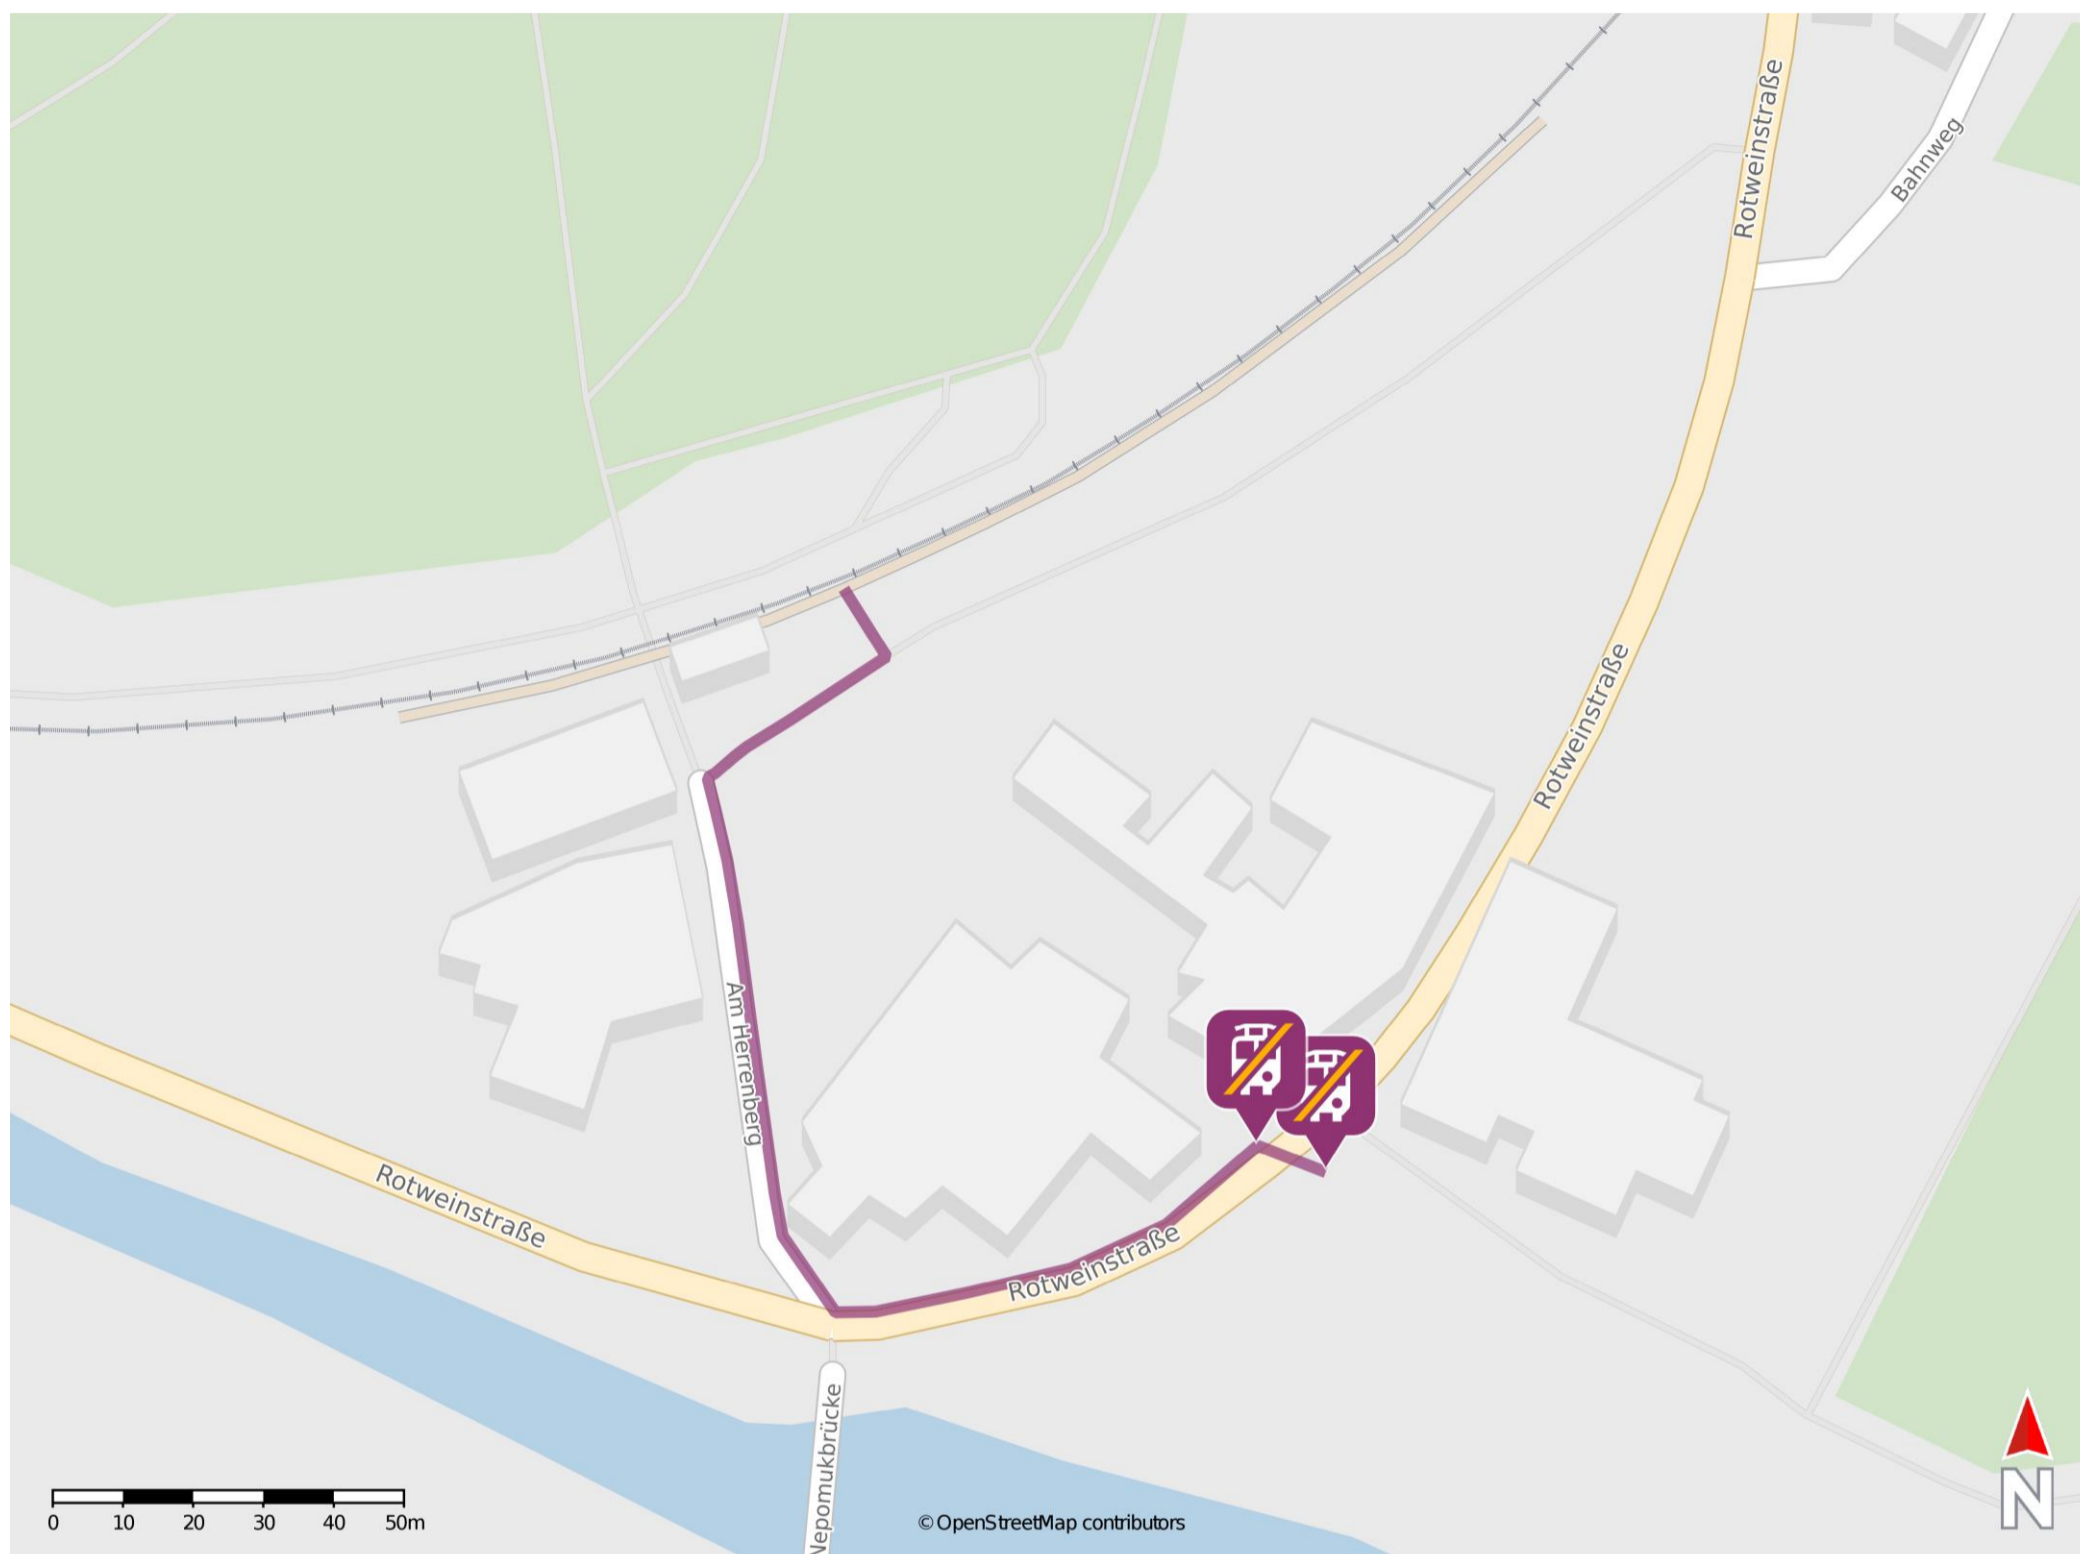 Rotweinstraße
Bahnweg
Rotweinstraße
Am Herrenberg
Rotweinstraße
Rotweinstraße
Nepomukbrücke
0 10 20 30 40 50m
© OpenStreetMap contributors
N